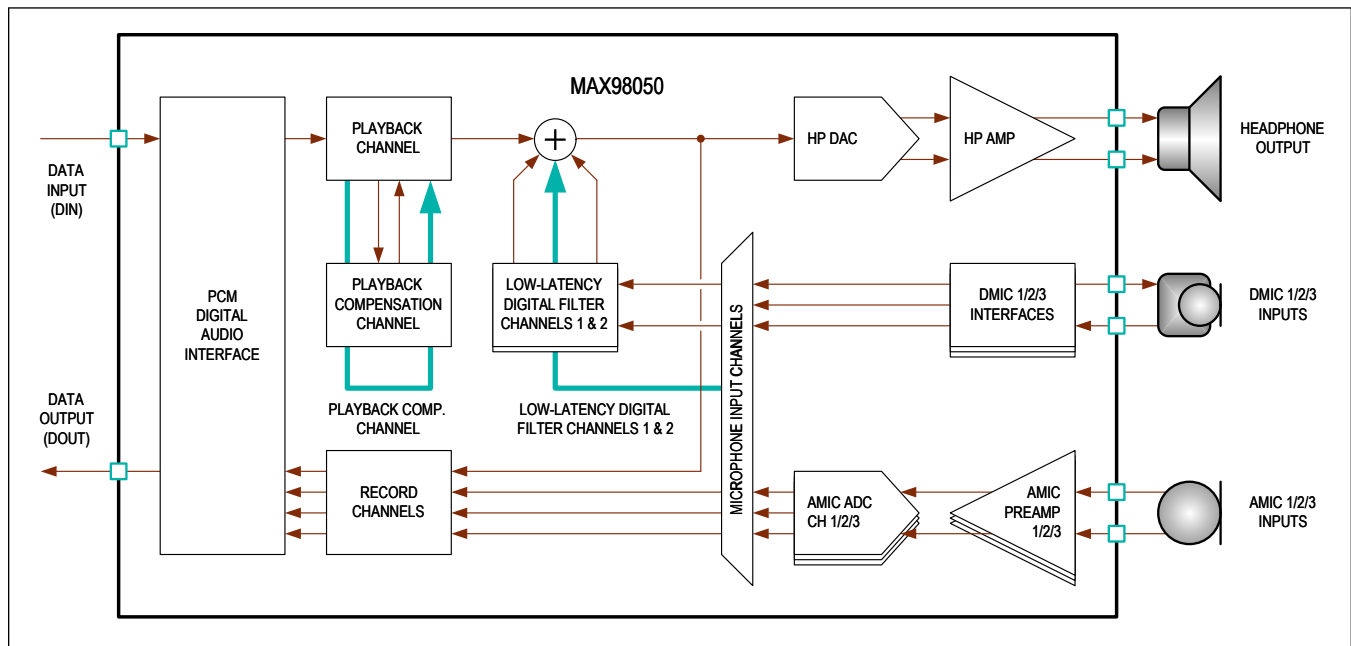 MAX98050
PLAYBACK
CHANNEL
+
HP DAC
HP AMP
HEADPHONE
OUTPUT
DATA
INPUT
(DIN)
PCM
DIGITAL
AUDIO
INTERFACE
PLAYBACK
COMPENSATION
CHANNEL
LOW-LATENCY
DIGITAL FILTER
CHANNELS 1 & 2
MICROPHONE INPUT CHANNELS
DMIC 1/2/3
INTERFACES
DMIC 1/2/3
INPUTS
DATA
OUTPUT
(DOUT)
PLAYBACK COMP.
CHANNEL
LOW-LATENCY DIGITAL
FILTER CHANNELS 1 & 2
RECORD
CHANNELS
AMIC ADC
CH 1/2/3
AMIC
PREAMP
1/2/3
AMIC 1/2/3
INPUTS